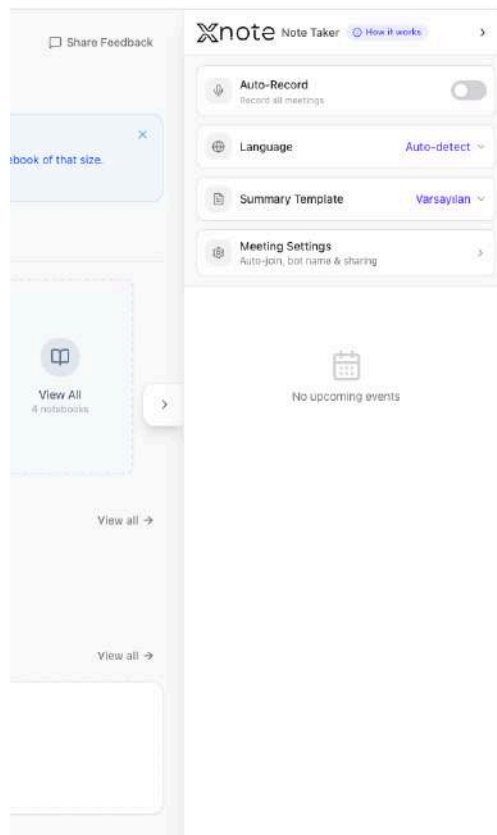 Share Feedback
ebook of that size.
View All
4 notebooks
View all →
View all →
Xnote Note Taker How it works
Auto-Record
Record all meetings
Language Auto-detect
Summary Template Varsayılan
Meeting Settings
Auto-join, bot name & sharing
No upcoming events